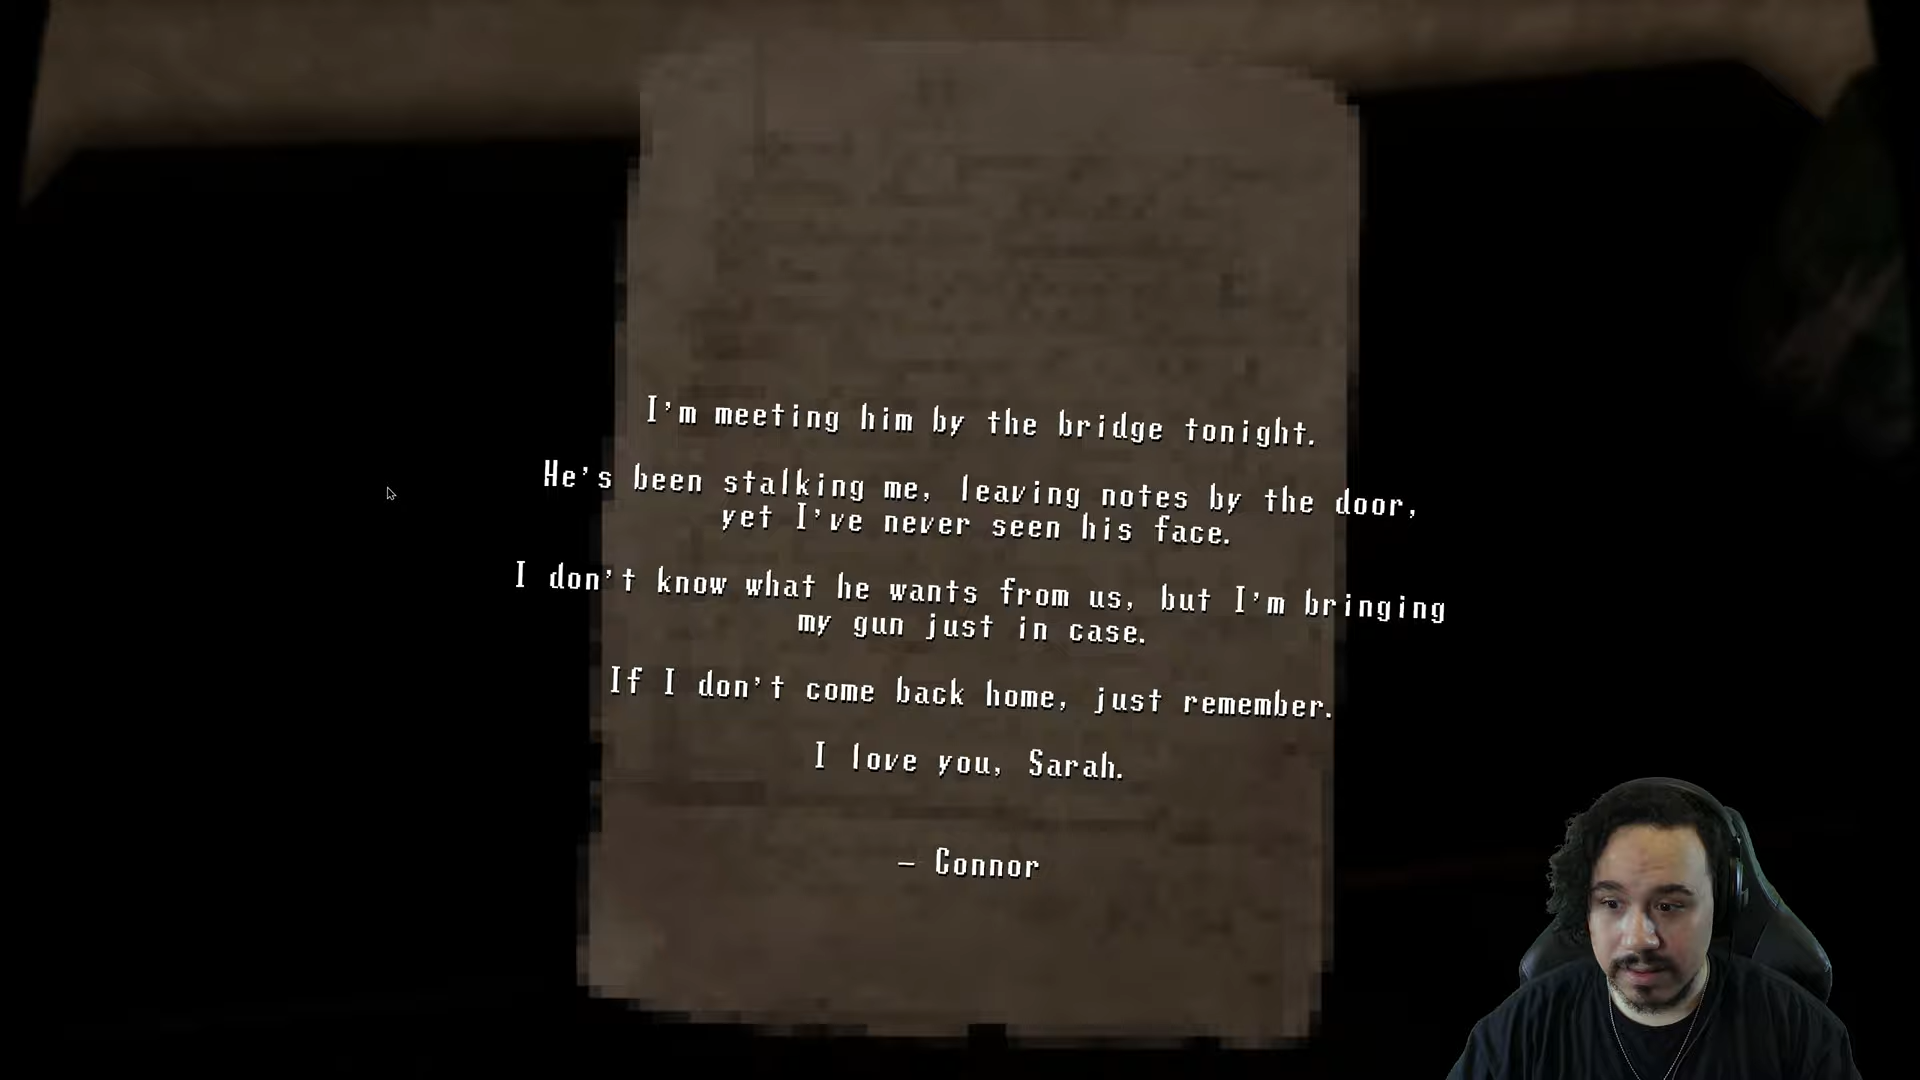 I'm meeting him by the bridge tonight.
He's been stalking me, leaving notes by the door,
yet I've never seen his face.
I don't know what he wants from us, but I'm bringing
my gun just in case.
If I don't come back home, just remember.
I love you, Sarah.
– Connor